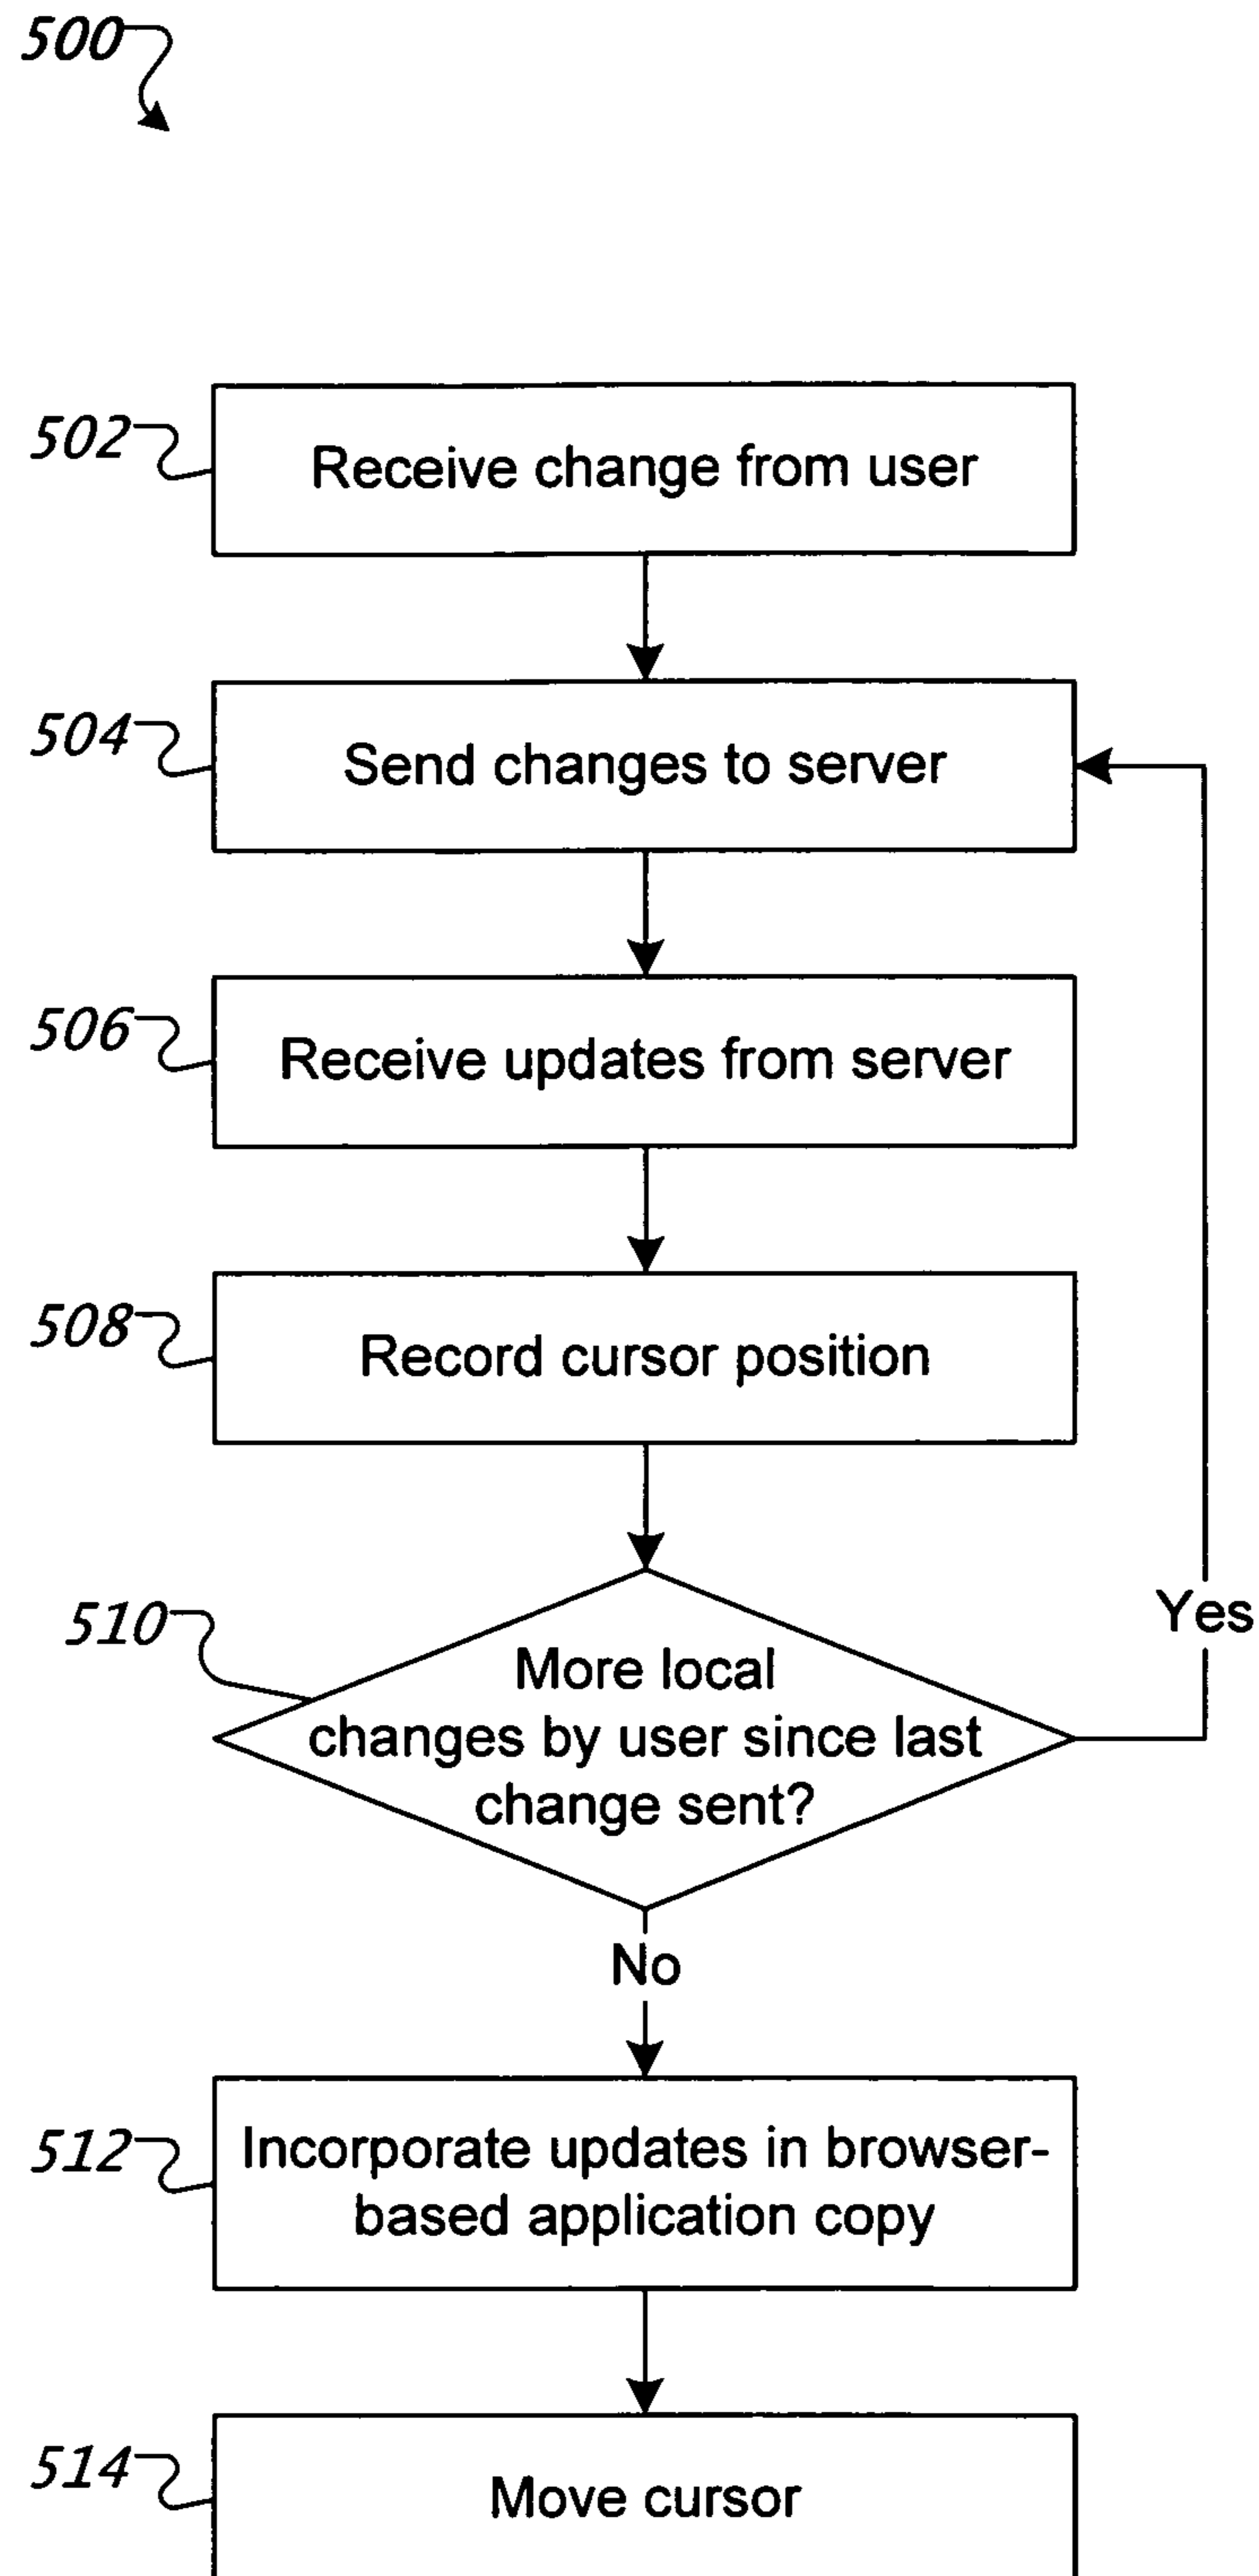 500
502
Receive change from user
504
Send changes to server
506
Receive updates from server
508
Record cursor position
510
More local
changes by user since last
change sent?
Yes
No
512
Incorporate updates in browser-
based application copy
514
Move cursor